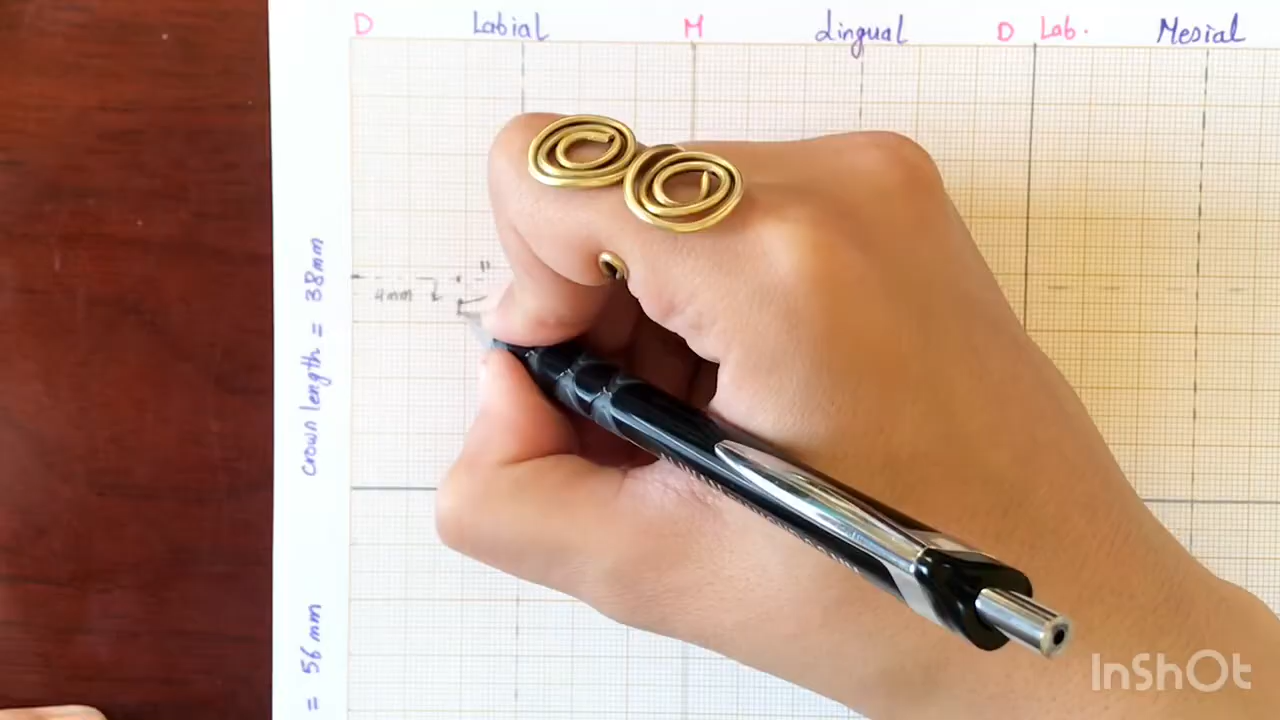 D Labial M Lingual D Lab. Mesial
4mm
Crown length = 38mm
= 56 mm
InShOt